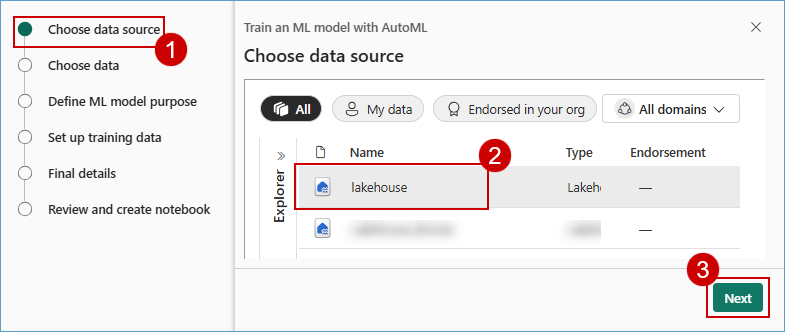 Choose data source
1
Choose data
Define ML model purpose
Set up training data
Final details
Review and create notebook
Train an ML model with AutoML
Choose data source
All
My data
Endorsed in your org
All domains
Explorer
Name Type Endorsement
2
lakehouse Lakeh —
—
3
Next